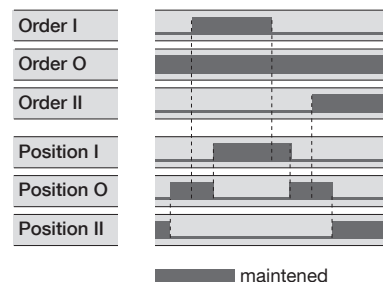 Order I
Order O
Order II
Position I
Position O
Position II
maintened